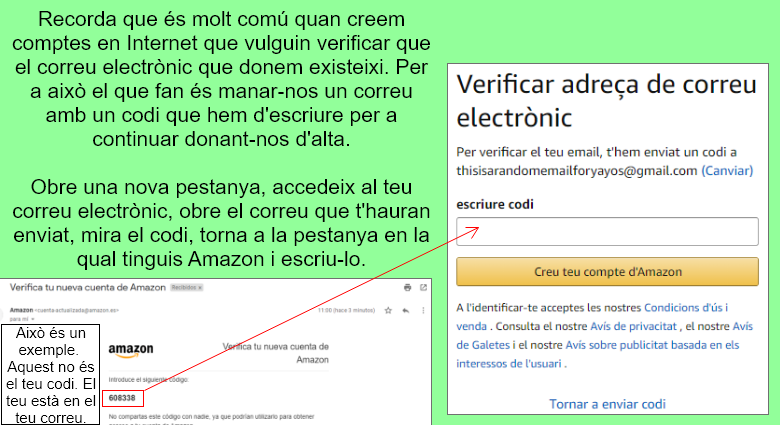 Recorda que és molt comú quan creem
comptes en Internet que vulguin verificar que
el correu electrònic que donem existeixi. Per
a això el que fan és manar-nos un correu
amb un codi que hem d'escriure per a
continuar donant-nos d'alta.
Obre una nova pestanya, accedeix al teu
correu electrònic, obre el correu que t'hauran
enviat, mira el codi, torna a la pestanya en la
qual tinguis Amazon i escriu-lo.
Verifica tu nueva cuenta de Amazon Recibidos x
Amazon <cuenta-actualizada@amazon.es> 11:00 (hace 3 minutos)
para mí
Això és un
exemple.
Aquest no és
el teu codi. El
teu està en el
teu correu.
amazon
Verifica tu nueva cuenta de
Amazon
Introduce el siguiente código:
608338
No compartas este código con nadie, ya que podrían utilizarlo para obtener
acceso a tu cuenta de Amazon.
Verificar adreça de correu
electrònic
Per verificar el teu email, t'hem enviat un codi a
thisisarandomemailforyayos@gmail.com (Canviar)
escriure codi
Creu teu compte d'Amazon
A l'identificar-te acceptes les nostres Condicions d'ús i
venda . Consulta el nostre Avís de privacitat , el nostre Avís
de Galetes i el nostre Avís sobre publicitat basada en els
interessos de l'usuari .
Tornar a enviar codi